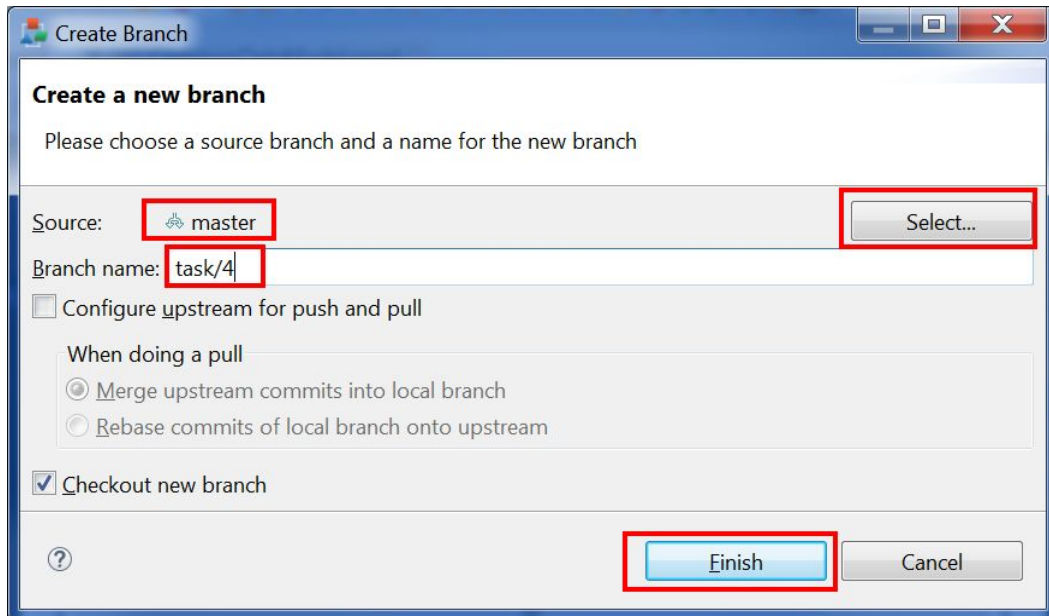 Create Branch
Create a new branch
Please choose a source branch and a name for the new branch
Source: master Select...
Branch name: task/4
Configure upstream for push and pull
When doing a pull
Merge upstream commits into local branch
Rebase commits of local branch onto upstream
Checkout new branch
? Finish Cancel